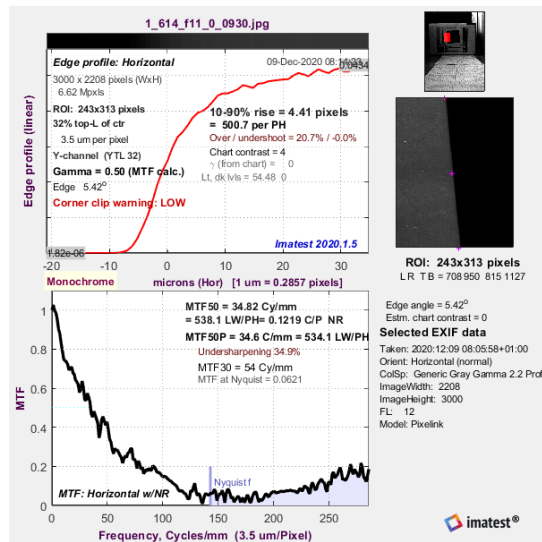 1_614_f11_0_0930.jpg
Edge profile: Horizontal
3000 x 2208 pixels (WxH)
6.62 Mpxls
ROI: 243x313 pixels
32% top-L of ctr
3.5 um per pixel
Y-channel (YTL 32)
Gamma = 0.50 (MTF calc.)
Edge 5.42°
Corner clip warning: LOW
0.0434
10-90% rise = 4.41 pixels
= 500.7 per PH
Over / undershoot = 20.7% / -0.0%
Chart contrast = 4
γ (from chart) = 0
Lt, dk lvls = 54.48 0
Imatest 2020.1.5
1.82e-06
Edge profile (linear)
-20 -10 0 10 20 30
Monochrome
microns (Hor) [1 um = 0.2857 pixels]
MTF50 = 34.82 Cy/mm
= 538.1 LW/PH= 0.1219 C/P NR
MTF50P = 34.6 C/mm = 534.1 LW/PH
Undersharpening 34.9%
MTF30 = 54 Cy/mm
MTF at Nyquist = 0.0621
MTF
1
0.8
0.6
0.4
0.2
0
Nyquist f
MTF: Horizontal w/NR
0 50 100 150 200 250
Frequency, Cycles/mm (3.5 um/Pixel)
ROI: 243x313 pixels
L R T B = 708 950 815 1127
Edge angle = 5.42°
Estm. chart contrast = 0
Selected EXIF data
Taken: 2020:12:09 08:05:58+01:00
Orient: Horizontal (normal)
ColSp: Generic Gray Gamma 2.2 Prof
ImageWidth: 2208
ImageHeight: 3000
FL: 12
Model: Pixelink
imatest®